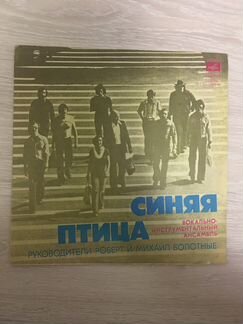 СИНЯЯ
ПТИЦА
ВОКАЛЬНО-
ИНСТРУМЕНТАЛЬНЫЙ
АНСАМБЛЬ
РУКОВОДИТЕЛИ РОБЕРТ И МИХАИЛ БОЛОТНЫЕ